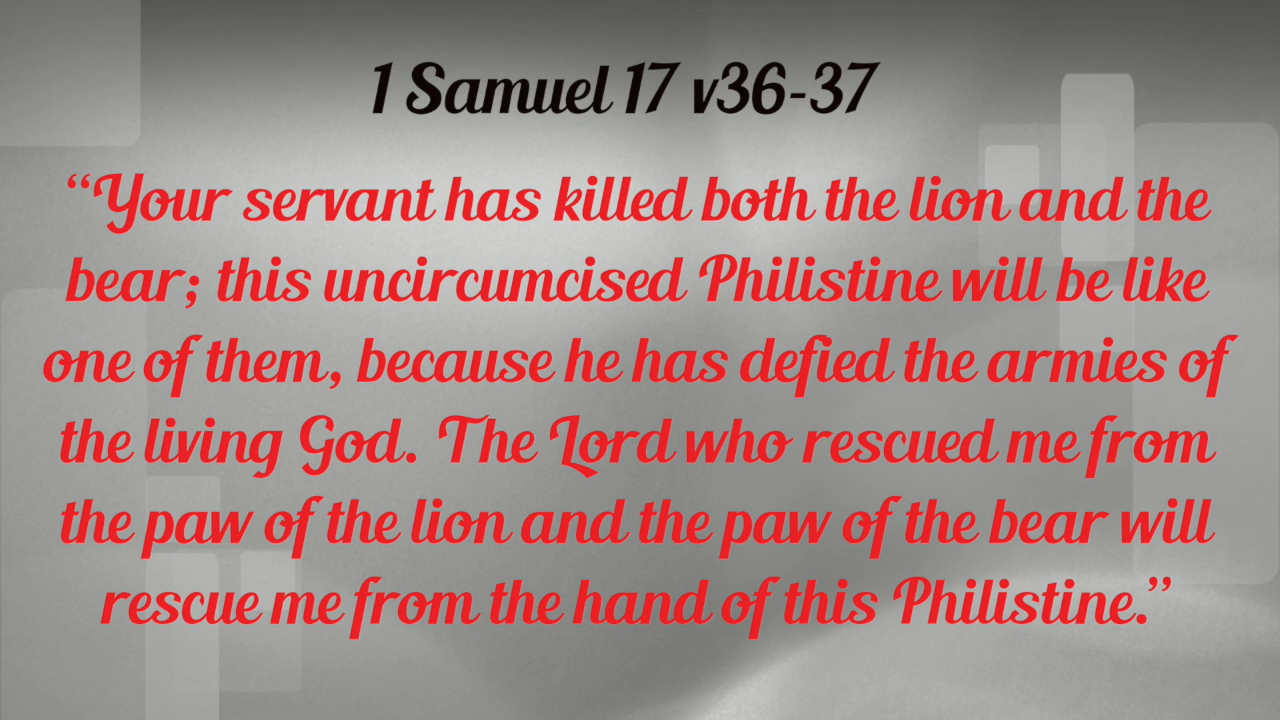 1 Samuel 17 v36-37
“Your servant has killed both the lion and the
bear; this uncircumcised Philistine will be like
one of them, because he has defied the armies of
the living God. The Lord who rescued me from
the paw of the lion and the paw of the bear will
rescue me from the hand of this Philistine.”